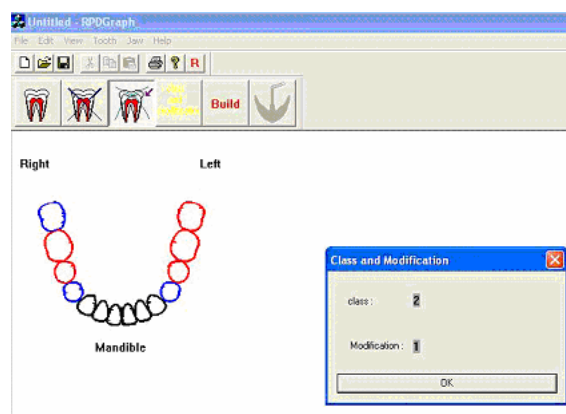 Untitled - RPDGraph
File Edit View Tooth Jaw Help
R
Build
Right
Left
Mandible
Class and Modification
class :
2
Modification :
1
OK